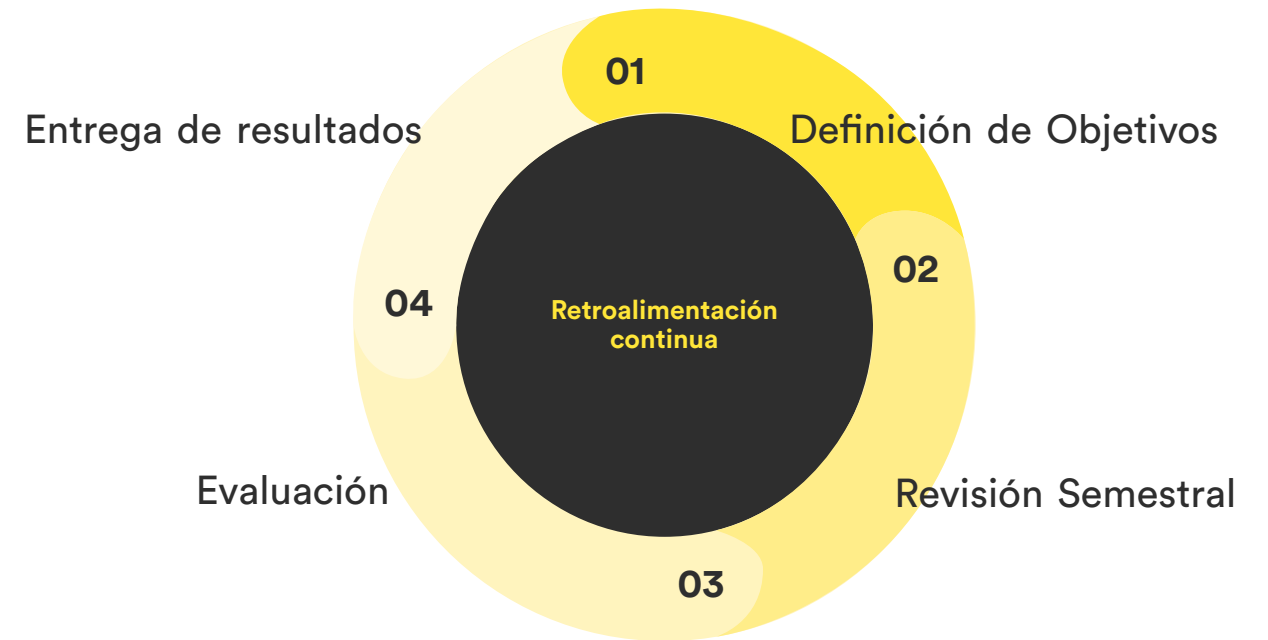 01
Definición de Objetivos
02
Revisión Semestral
03
Evaluación
04
Entrega de resultados
Retroalimentación
continua